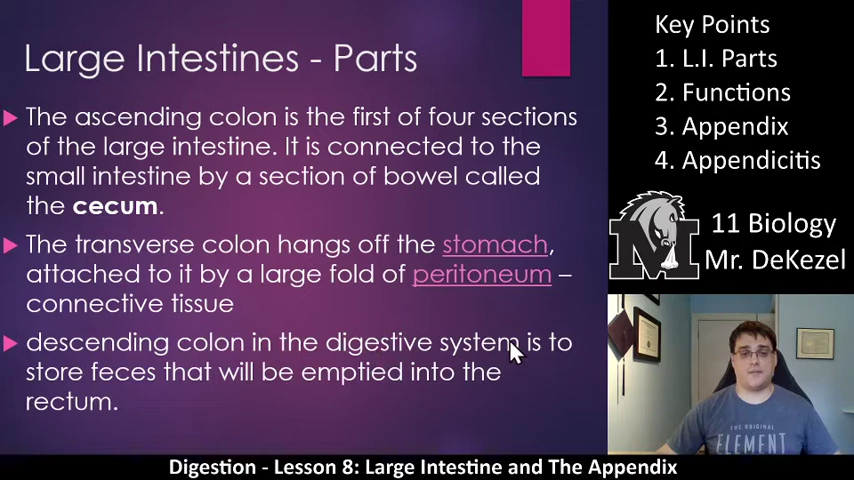 Large Intestines - Parts
The ascending colon is the first of four sections
of the large intestine. It is connected to the
small intestine by a section of bowel called
the cecum.
The transverse colon hangs off the stomach,
attached to it by a large fold of peritoneum –
connective tissue
descending colon in the digestive system is to
store feces that will be emptied into the
rectum.
Key Points
1. L.I. Parts
2. Functions
3. Appendix
4. Appendicitis
M
11 Biology
Mr. DeKezel
THE ORIGINAL
ELEMENT
Digestion - Lesson 8: Large Intestine and The Appendix